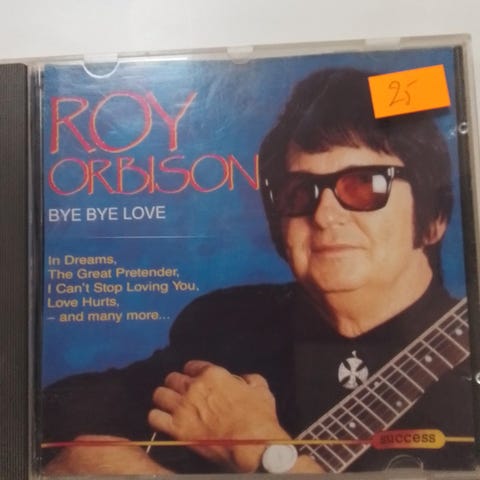 ROY
ORBISON
BYE BYE LOVE
In Dreams,
The Great Pretender,
I Can't Stop Loving You,
Love Hurts,
– and many more...
25
success